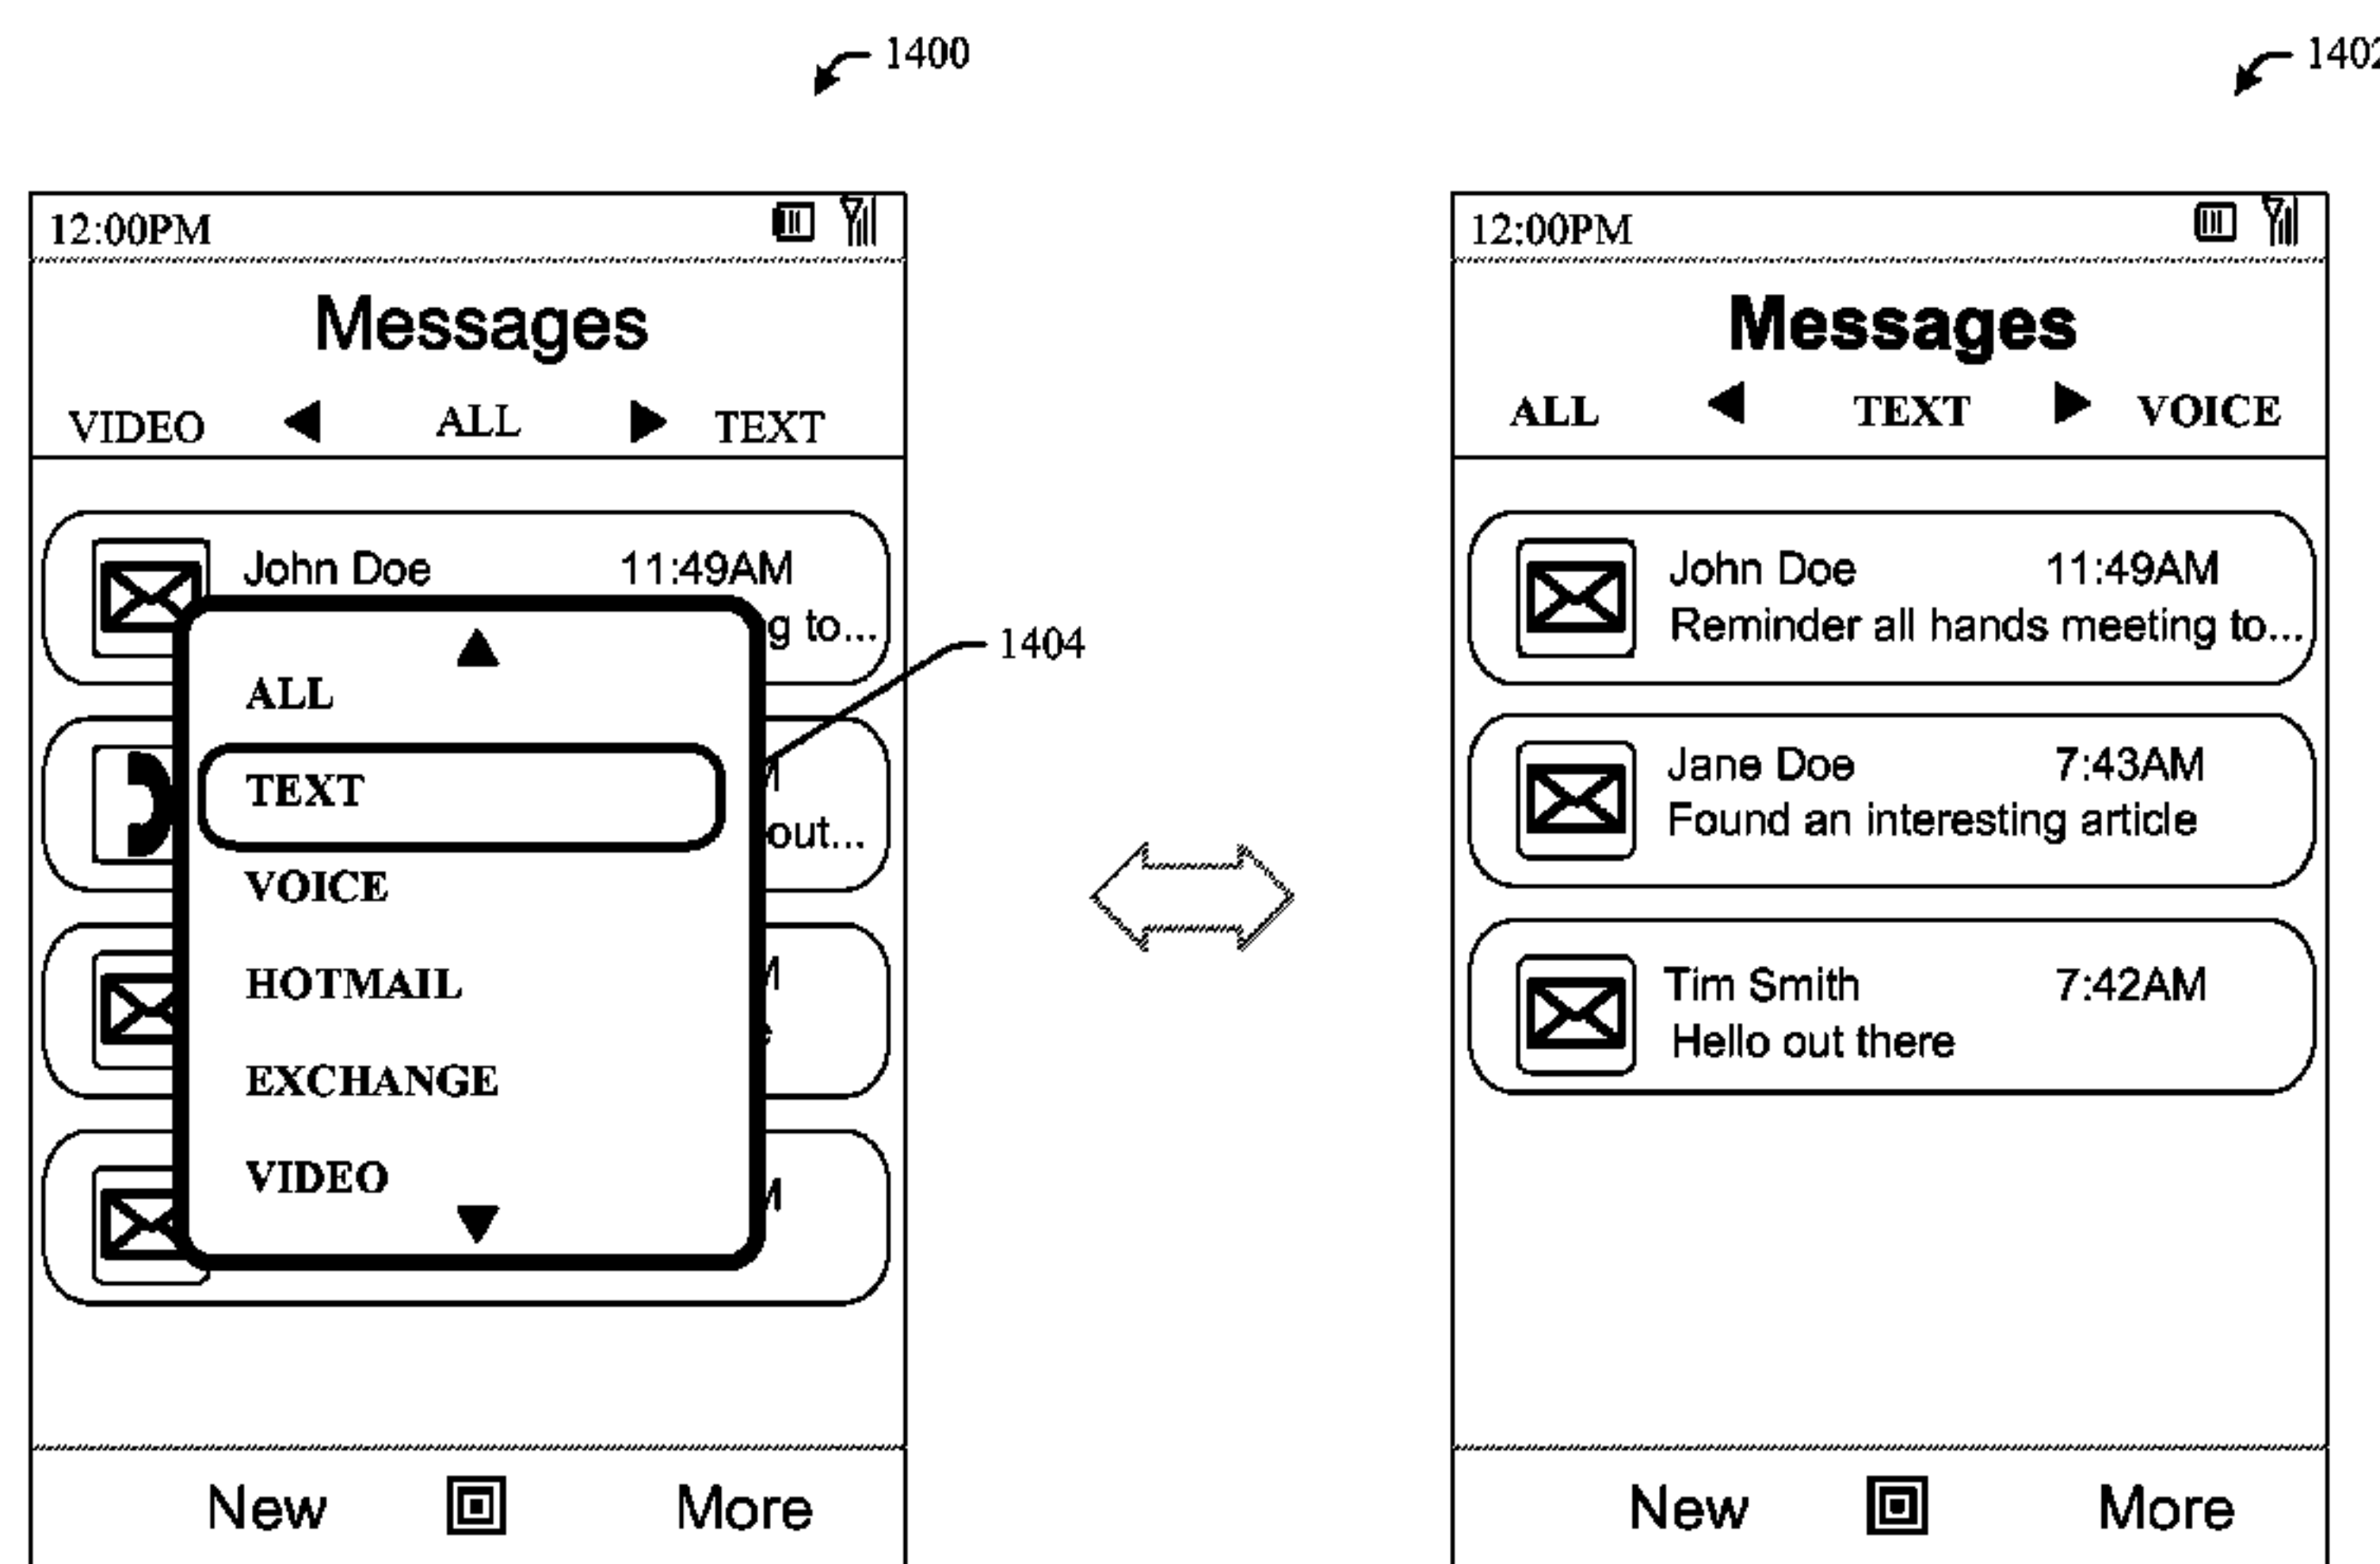 1400
12:00PM
Messages
VIDEO ALL TEXT
John Doe 11:49AM
g to...
1404
ALL
TEXT
out...
VOICE
HOTMAIL
EXCHANGE
VIDEO
New More
1402
12:00PM
Messages
ALL TEXT VOICE
John Doe 11:49AM
Reminder all hands meeting to...
Jane Doe 7:43AM
Found an interesting article
Tim Smith 7:42AM
Hello out there
New More